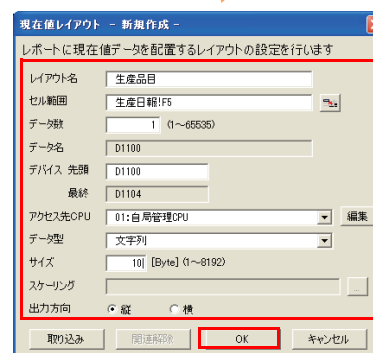 現在値レイアウト - 新規作成 -
レポートに現在値データを配置するレイアウトの設定を行います
レイアウト名 生産品目
セル範囲 生産日報!F5
データ数 1 (1～65535)
データ名 D1100
デバイス 先頭 D1100
最終 D1104
アクセス先CPU 01:自局管理CPU 編集
データ型 文字列
サイズ 10 [Byte] (1～8192)
スケーリング ...
出力方向 縦 横
取り込み 関連解除 OK キャンセル